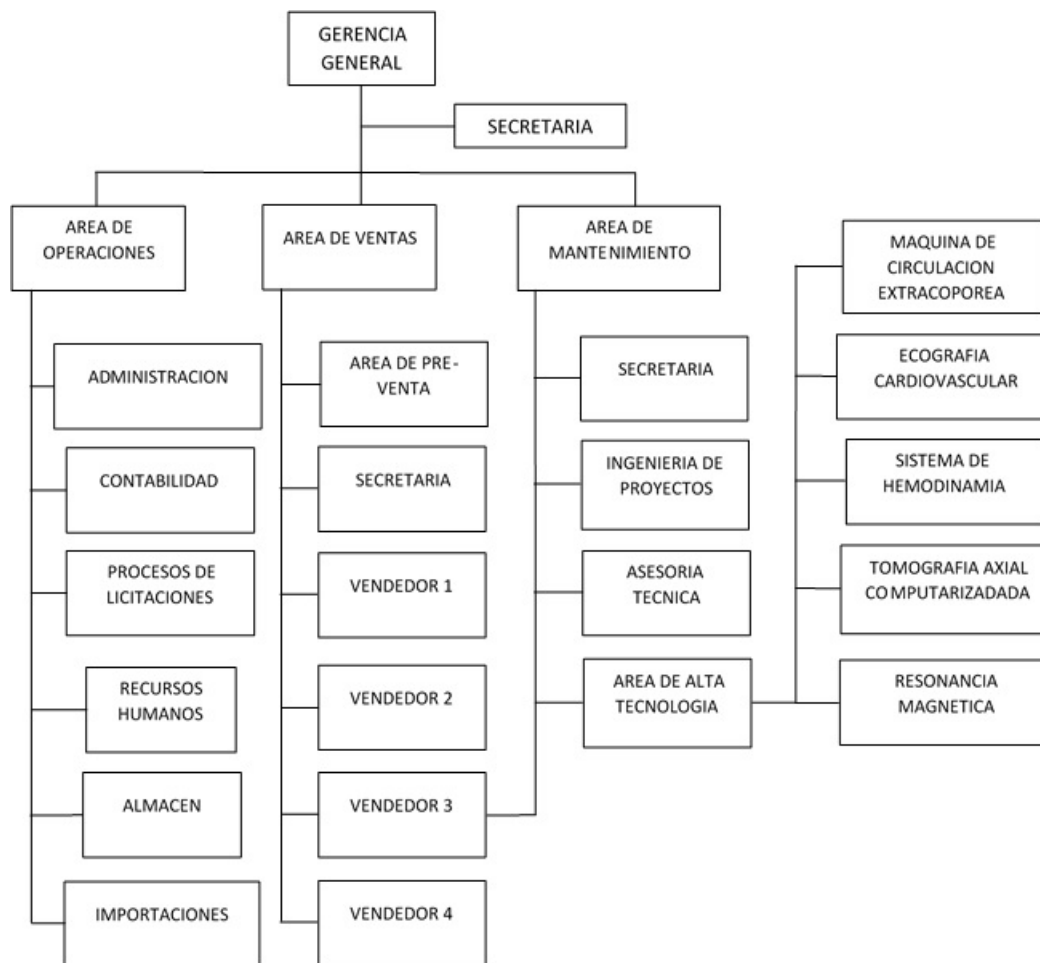 GERENCIA
GENERAL
SECRETARIA
AREA DE
OPERACIONES
AREA DE VENTAS
AREA DE
MANTENIMIENTO
ADMINISTRACION
CONTABILIDAD
PROCESOS DE
LICITACIONES
RECURSOS
HUMANOS
ALMACEN
IMPORTACIONES
AREA DE PRE-
VENTA
SECRETARIA
VENDEDOR 1
VENDEDOR 2
VENDEDOR 3
VENDEDOR 4
SECRETARIA
INGENIERIA DE
PROYECTOS
ASESORIA
TECNICA
AREA DE ALTA
TECNOLOGIA
MAQUINA DE
CIRCULACION
EXTRACOPOREA
ECOGRAFIA
CARDIOVASCULAR
SISTEMA DE
HEMODINAMIA
TOMOGRAFIA AXIAL
COMPUTARIZADADA
RESONANCIA
MAGNETICA